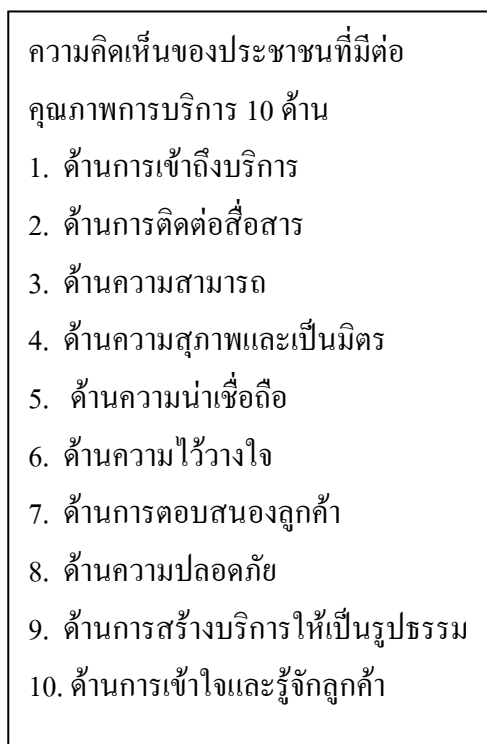 ความคิดเห็นของประชาชนที่มีต่อ
คุณภาพการบริการ 10 ด้าน
1. ด้านการเข้าถึงบริการ
2. ด้านการติดต่อสื่อสาร
3. ด้านความสามารถ
4. ด้านความสุภาพและเป็นมิตร
5. ด้านความน่าเชื่อถือ
6. ด้านความไว้วางใจ
7. ด้านการตอบสนองลูกค้า
8. ด้านความปลอดภัย
9. ด้านการสร้างบริการให้เป็นรูปธรรม
10. ด้านการเข้าใจและรู้จักลูกค้า